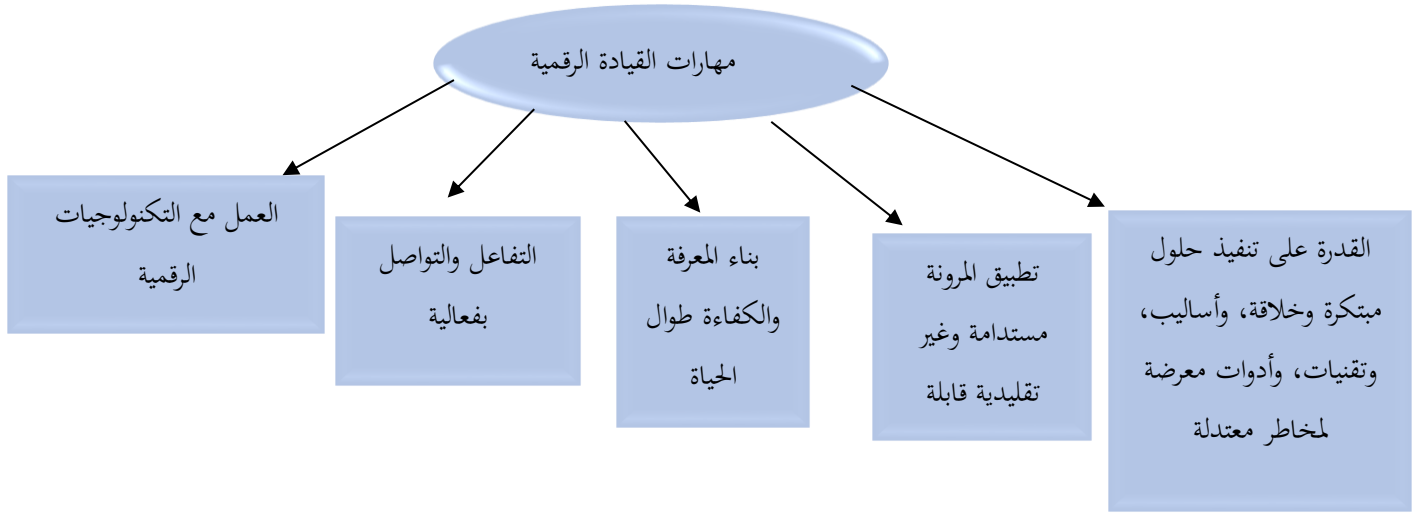 مهارات القيادة الرقمية
القدرة على تنفيذ حلول
مبتكرة وخلاقة، وأساليب،
وتقنيات، وأدوات معرضة
لمخاطر معتدلة
تطبيق المرونة
مستدامة وغير
تقليدية قابلة
بناء المعرفة
والكفاءة طوال
الحياة
التفاعل والتواصل
بفعالية
العمل مع التكنولوجيات
الرقمية